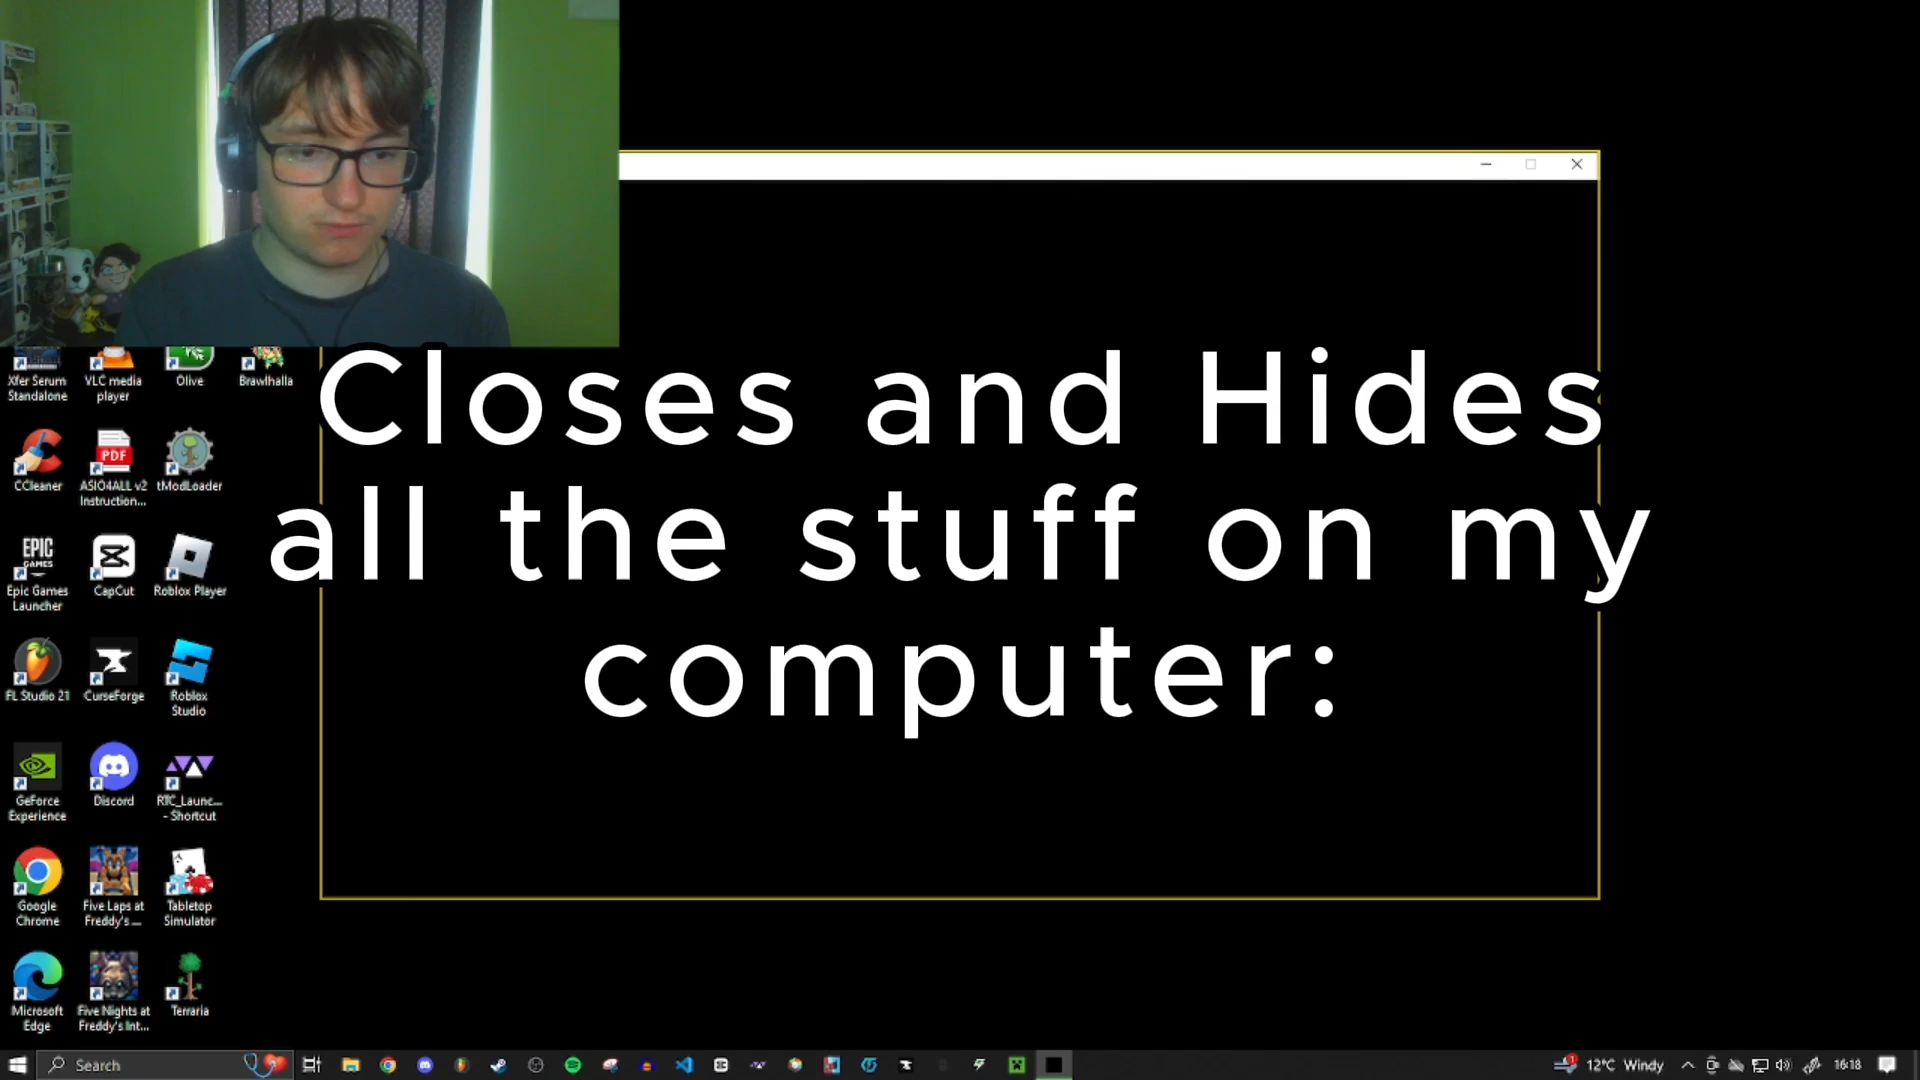 Closes and Hides
all the stuff on my
computer:
Xfer Serum
Standalone
VLC media
player
Olive
Brawlhalla
CCleaner
PDF
ASIO4ALL v2
Instruction...
tModLoader
EPIC
GAMES
Epic Games
Launcher
CapCut
Roblox Player
FL Studio 21
CurseForge
Roblox
Studio
GeForce
Experience
Discord
RTC_Launc...
- Shortcut
Google
Chrome
Five Laps at
Freddy's ...
Tabletop
Simulator
Microsoft
Edge
Five Nights at
Freddy's Int...
Terraria
Search
1
12°C Windy
16:18